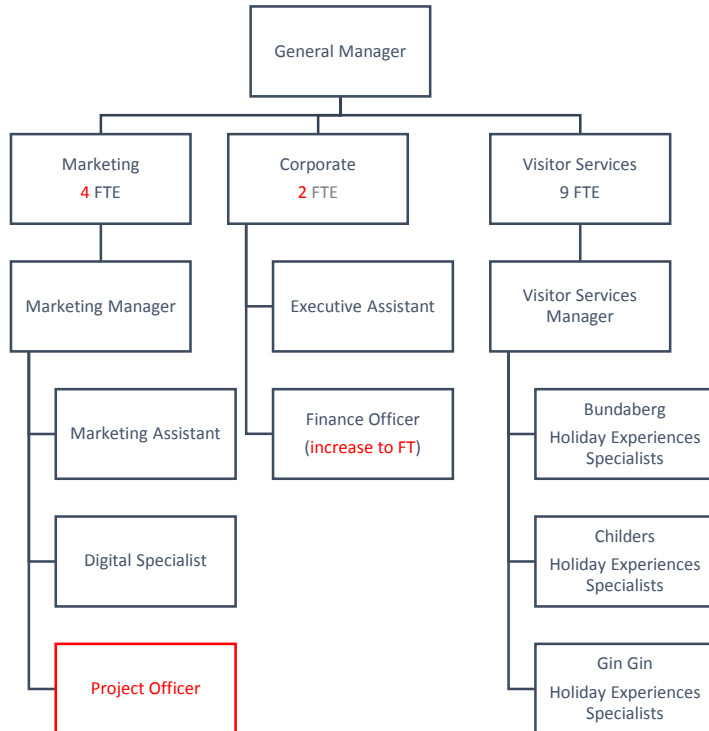 General Manager
Marketing
4 FTE
Corporate
2 FTE
Visitor Services
9 FTE
Marketing Manager
Executive Assistant
Visitor Services
Manager
Marketing Assistant
Finance Officer
(increase to FT)
Bundaberg
Holiday Experiences
Specialists
Digital Specialist
Childers
Holiday Experiences
Specialists
Project Officer
Gin Gin
Holiday Experiences
Specialists